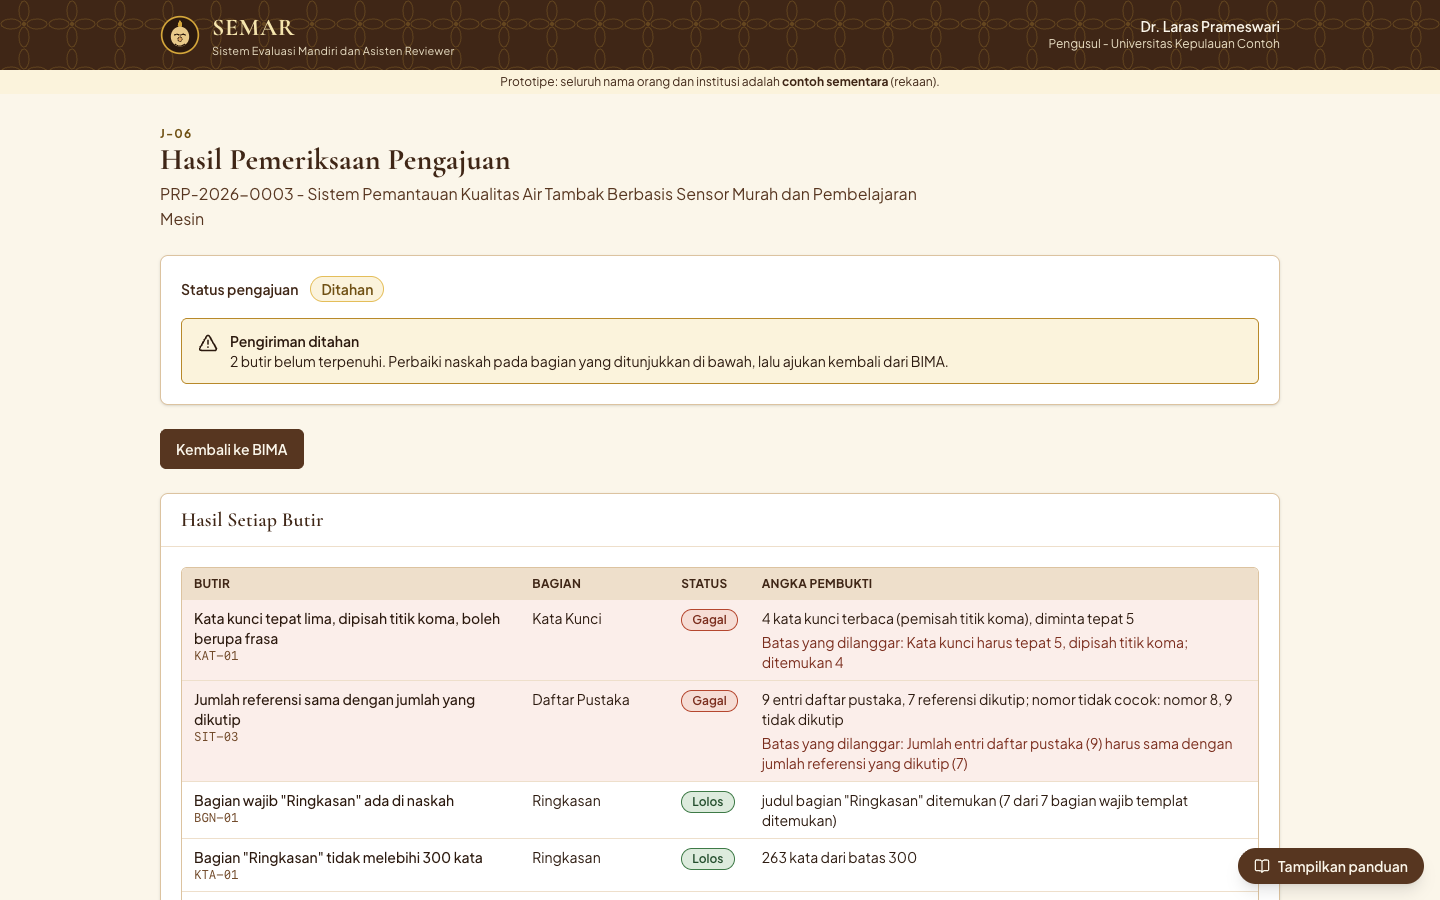 SEMAR
Sistem Evaluasi Mandiri dan Asisten Reviewer
Dr. Laras Prameswari
Pengusul - Universitas Kepulauan Contoh
Prototipe: seluruh nama orang dan institusi adalah contoh sementara (rekaan).
J-06
Hasil Pemeriksaan Pengajuan
PRP-2026-0003 - Sistem Pemantauan Kualitas Air Tambak Berbasis Sensor Murah dan Pembelajaran
Mesin
Status pengajuan
Ditahan
Pengiriman ditahan
2 butir belum terpenuhi. Perbaiki naskah pada bagian yang ditunjukkan di bawah, lalu ajukan kembali dari BIMA.
Kembali ke BIMA
Hasil Setiap Butir
BUTIR
BAGIAN
STATUS
ANGKA PEMBUKTI
Kata kunci tepat lima, dipisah titik koma, boleh
berupa frasa
KAT-01
Kata Kunci
Gagal
4 kata kunci terbaca (pemisah titik koma), diminta tepat 5
Batas yang dilanggar: Kata kunci harus tepat 5, dipisah titik koma;
ditemukan 4
Jumlah referensi sama dengan jumlah yang
dikutip
SIT-03
Daftar Pustaka
Gagal
9 entri daftar pustaka, 7 referensi dikutip; nomor tidak cocok: nomor 8, 9
tidak dikutip
Batas yang dilanggar: Jumlah entri daftar pustaka (9) harus sama dengan
jumlah referensi yang dikutip (7)
Bagian wajib "Ringkasan" ada di naskah
BGN-01
Ringkasan
Lolos
judul bagian "Ringkasan" ditemukan (7 dari 7 bagian wajib templat
ditemukan)
Bagian "Ringkasan" tidak melebihi 300 kata
KTA-01
Ringkasan
Lolos
263 kata dari batas 300
Tampilkan panduan